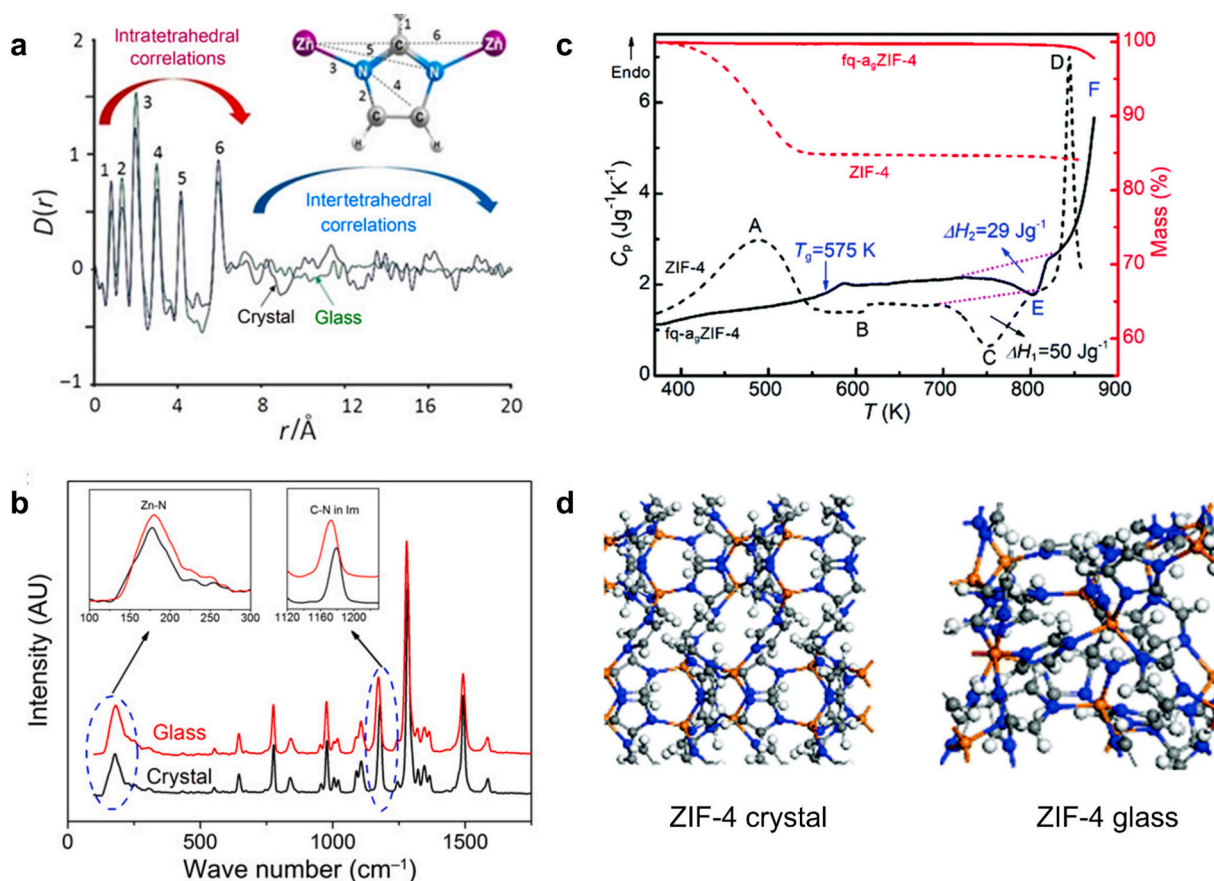 a
Intratetrahedral
correlations
D(r)
2
1
0
−1
1
2
3
4
5
6
Zn
Zn
N
N
C
C
C
H
H
1
2
3
4
5
6
Intertetrahedral
correlations
Crystal
Glass
0 4 8 12 16 20
r/Å
b
Intensity (AU)
Zn-N
100 150 200 250 300
C-N in Im
1120 1160 1200
Glass
Crystal
0 500 1000 1500
Wave number (cm⁻¹)
c
Endo
fq-agZIF-4
ZIF-4
ZIF-4
fq-agZIF-4
A
B
C
D
E
F
Tg=575 K
ΔH2=29 Jg⁻¹
ΔH1=50 Jg⁻¹
Cp (Jg⁻¹K⁻¹)
6
4
2
0
Mass (%)
100
90
80
70
60
400 500 600 700 800 900
T (K)
d
ZIF-4 crystal
ZIF-4 glass